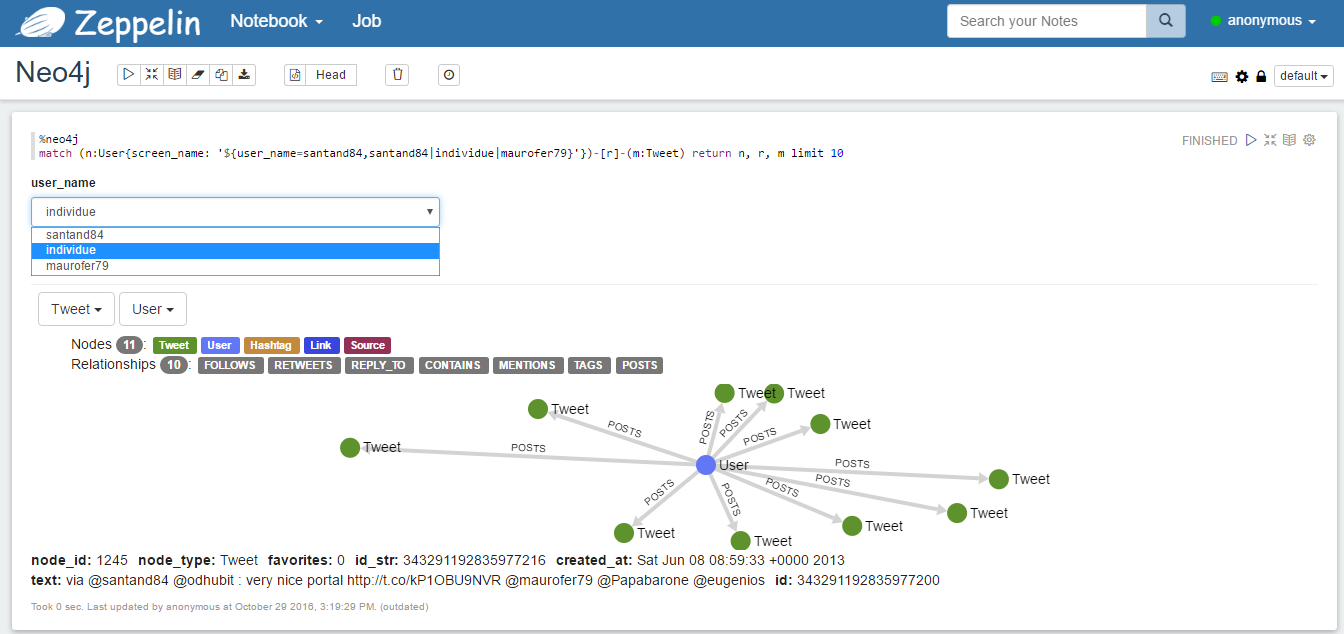 Zeppelin Notebook Job Search your Notes anonymous
Neo4j Head default
%neo4j
match (n:User{screen_name: '${user_name=santand84,santand84|individue|maurofer79}'})-[r]-(m:Tweet) return n, r, m limit 10
FINISHED
user_name
individue
santand84
individue
maurofer79
Tweet User
Nodes 11 : Tweet User Hashtag Link Source
Relationships 10 : FOLLOWS RETWEETS REPLY_TO CONTAINS MENTIONS TAGS POSTS
Tweet Tweet
Tweet
POSTS POSTS
Tweet
POSTS POSTS
Tweet
POSTS
User
POSTS
Tweet
POSTS
POSTS POSTS POSTS
Tweet
Tweet
Tweet
Tweet
node_id: 1245 node_type: Tweet favorites: 0 id_str: 343291192835977216 created_at: Sat Jun 08 08:59:33 +0000 2013
text: via @santand84 @odhubit : very nice portal http://t.co/kP1OBU9NVR @maurofer79 @Papabarone @eugenios id: 343291192835977200
Took 0 sec. Last updated by anonymous at October 29 2016, 3:19:29 PM. (outdated)